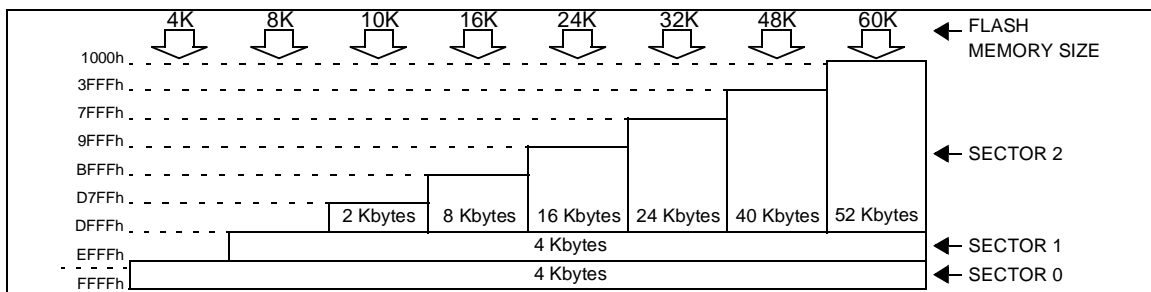 4K 8K 10K 16K 24K 32K 48K 60K FLASH
MEMORY SIZE
1000h
3FFFh
7FFFh
9FFFh
BFFFh SECTOR 2
D7FFh
2 Kbytes 8 Kbytes 16 Kbytes 24 Kbytes 40 Kbytes 52 Kbytes
DFFFh
4 Kbytes SECTOR 1
EFFFh
4 Kbytes SECTOR 0
FFFFh